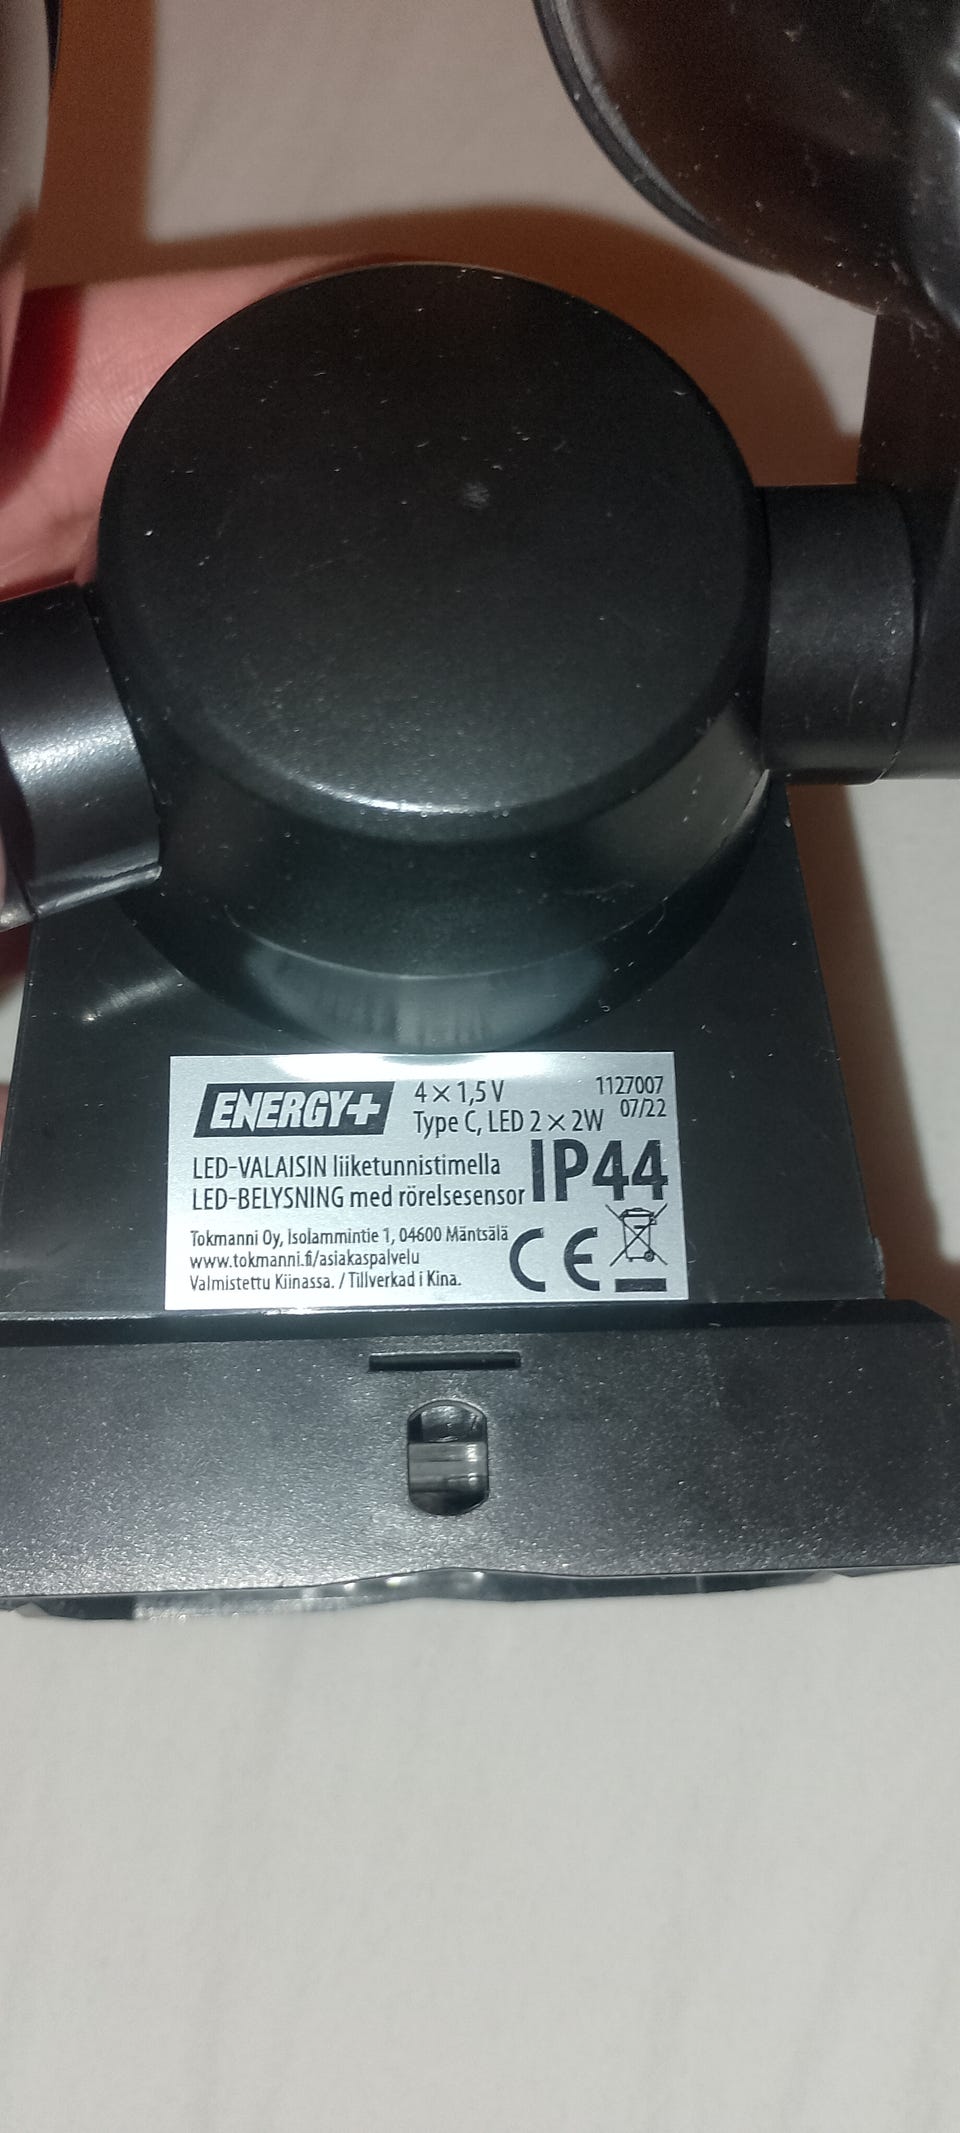 ENERGY+
4 × 1,5 V
Type C, LED 2 × 2W
1127007
07/22
LED-VALAISIN liiketunnistimella
LED-BELYSNING med rörelsesensor
IP44
Tokmanni Oy, Isolammintie 1, 04600 Mäntsälä
www.tokmanni.fi/asiakaspalvelu
Valmistettu Kiinassa. / Tillverkad i Kina.
CE